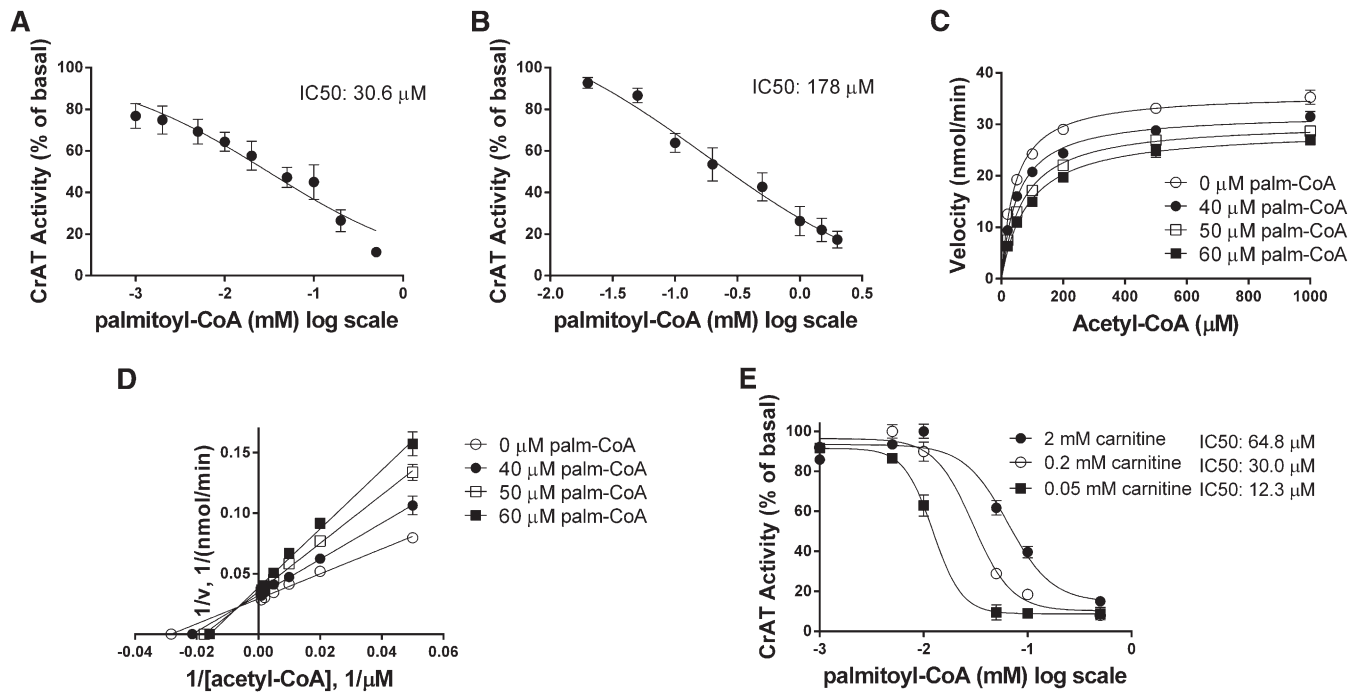 A
CrAT Activity (% of basal)
100
80
60
40
20
0
IC50: 30.6 μM
-3
-2
-1
0
palmitoyl-CoA (mM) log scale
B
CrAT Activity (% of basal)
100
80
60
40
20
0
IC50: 178 μM
-2.0
-1.5
-1.0
-0.5
0.0
0.5
palmitoyl-CoA (mM) log scale
C
Velocity (nmol/min)
40
30
20
10
0
0 μM palm-CoA
40 μM palm-CoA
50 μM palm-CoA
60 μM palm-CoA
0
200
400
600
800
1000
Acetyl-CoA (μM)
D
1/v, 1/(nmol/min)
0.15
0.10
0.05
0 μM palm-CoA
40 μM palm-CoA
50 μM palm-CoA
60 μM palm-CoA
-0.04
-0.02
0.00
0.02
0.04
0.06
1/[acetyl-CoA], 1/μM
E
CrAT Activity (% of basal)
100
80
60
40
20
0
2 mM carnitine IC50: 64.8 μM
0.2 mM carnitine IC50: 30.0 μM
0.05 mM carnitine IC50: 12.3 μM
-3
-2
-1
0
palmitoyl-CoA (mM) log scale